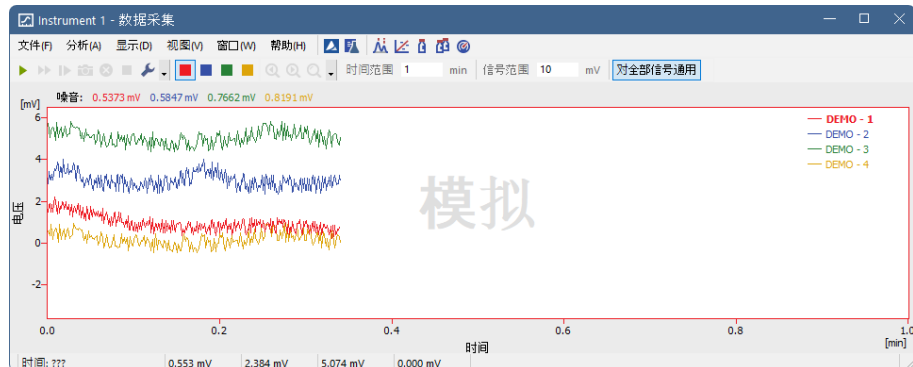 Instrument 1 - 数据采集
文件(F) 分析(A) 显示(D) 视图(V) 窗口(W) 帮助(H)
时间范围 1 min 信号范围 10 mV 对全部信号通用
噪音: 0.5373 mV 0.5847 mV 0.7662 mV 0.8191 mV
[mV]
6
4
2
0
-2
电压
DEMO - 1
DEMO - 2
DEMO - 3
DEMO - 4
模拟
0.0 0.2 0.4 0.6 0.8 1.0
时间
[min]
时间: ??? 0.553 mV 2.384 mV 5.074 mV 0.000 mV